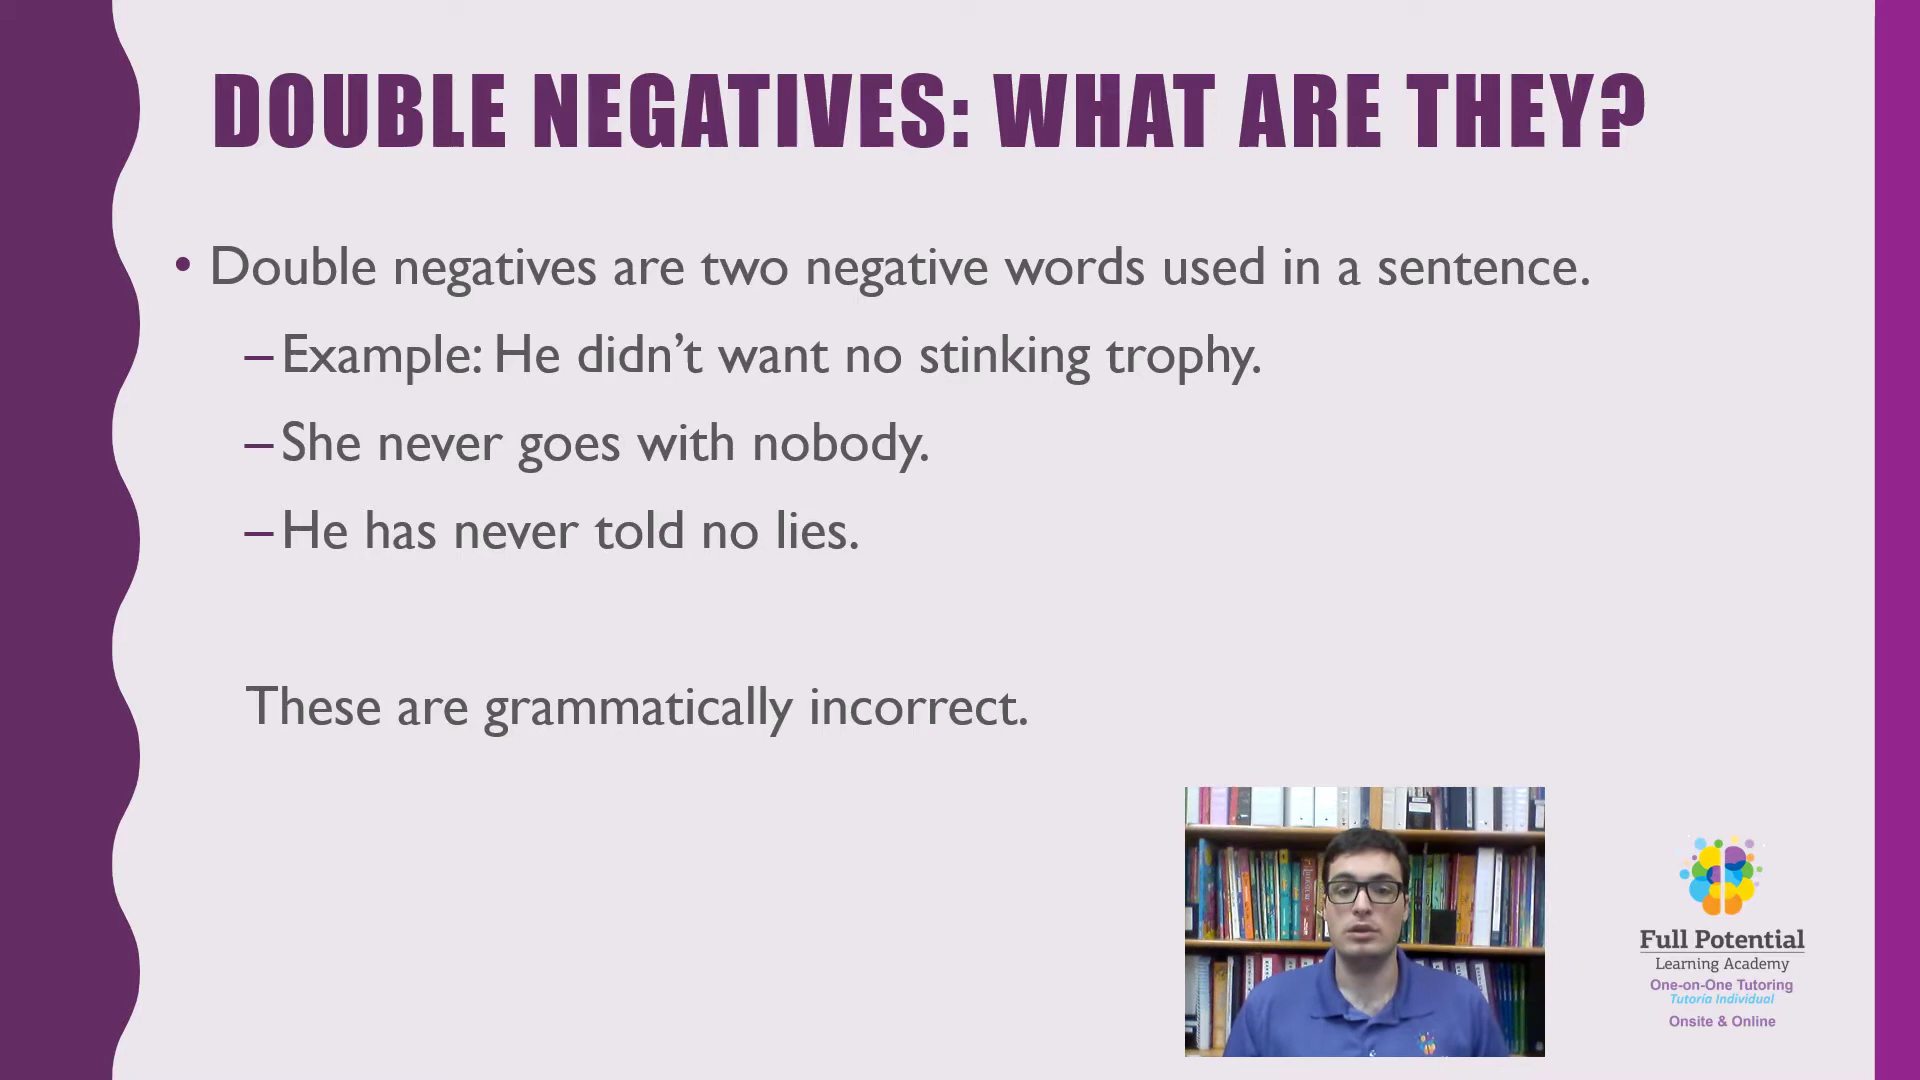 DOUBLE NEGATIVES: WHAT ARE THEY?
• Double negatives are two negative words used in a sentence.
– Example: He didn’t want no stinking trophy.
– She never goes with nobody.
– He has never told no lies.
These are grammatically incorrect.
Full Potential
Learning Academy
One-on-One Tutoring
Tutoría Individual
Onsite & Online